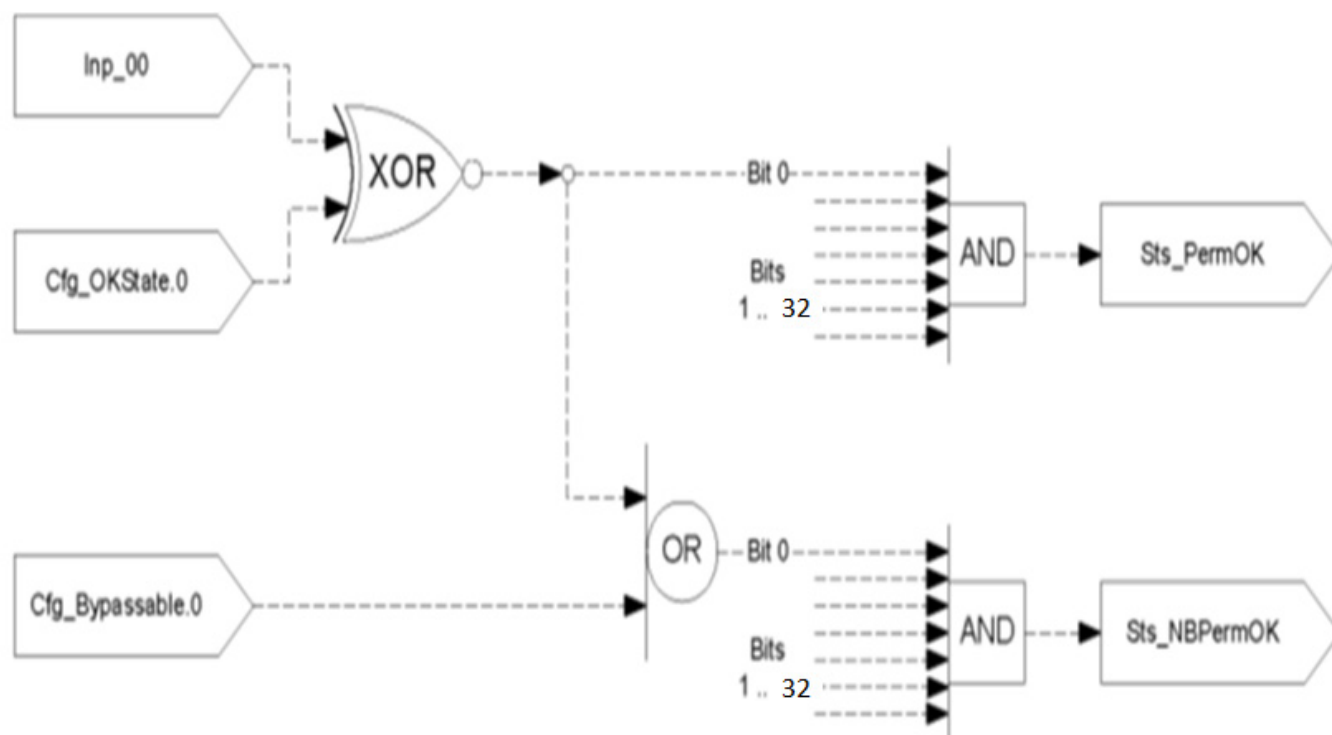 Inp_00
XOR
Bit 0
AND
Sts_PermOK
Cfg_OKState.0
Bits
1 .. 32
OR
Bit 0
Cfg_Bypassable.0
AND
Sts_NBPermOK
Bits
1 .. 32